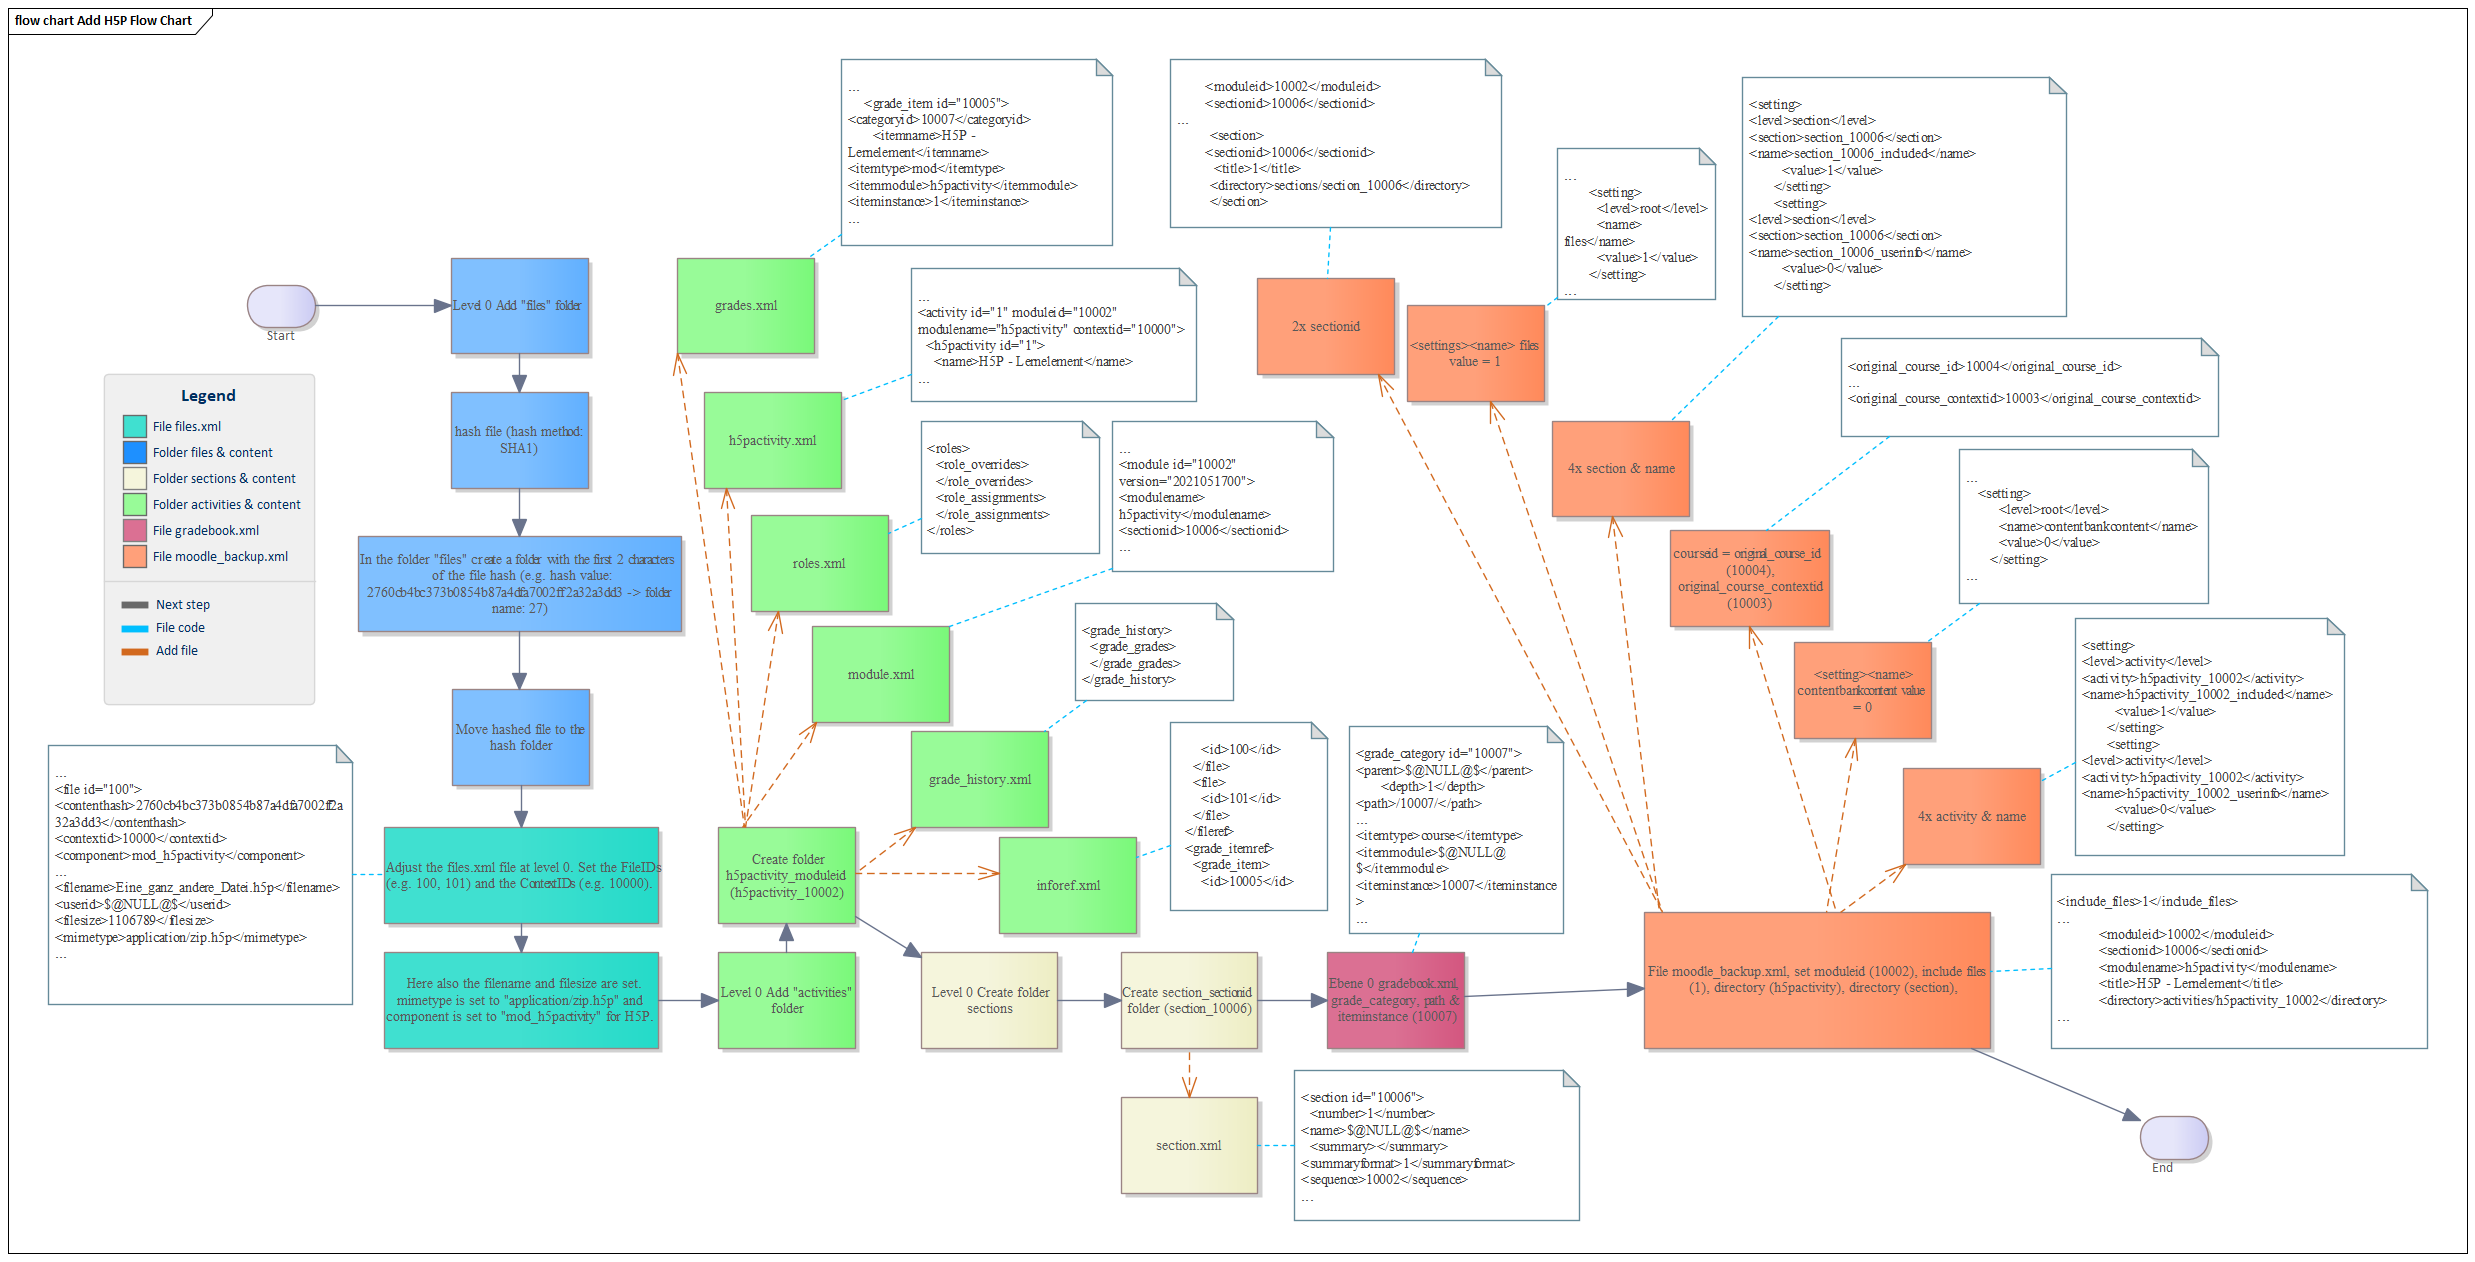 flow chart Add H5P Flow Chart
Start
Level 0 Add "files" folder
hash file (hash method:
SHA1)
In the folder "files" create a folder with the first 2 characters
of the file hash (e.g. hash value:
2760cb4bc373b0854b87a4dfa7002ff2a32a3dd3 -> folder
name: 27)
Move hashed file to the
hash folder
Legend
File files.xml
Folder files & content
Folder sections & content
Folder activities & content
File gradebook.xml
File moodle_backup.xml
Next step
File code
Add file
...
<file id="100">
<contenthash>2760cb4bc373b0854b87a4dfa7002ff2a
32a3dd3</contenthash>
<contextid>10000</contextid>
<component>mod_h5pactivity</component>
...
<filename>Eine_ganz_andere_Datei.h5p</filename>
<userid>$@NULL@$</userid>
<filesize>1106789</filesize>
<mimetype>application/zip.h5p</mimetype>
...
Adjust the files.xml file at level 0. Set the FileIDs
(e.g. 100, 101) and the ContextIDs (e.g. 10000).
Here also the filename and filesize are set.
mimetype is set to "application/zip.h5p" and
component is set to "mod_h5pactivity" for H5P.
Level 0 Add "activities"
folder
Create folder
h5pactivity_moduleid
(h5pactivity_10002)
grades.xml
...
<grade_item id="10005">
<categoryid>10007</categoryid>
<itemname>H5P -
Lernelement</itemname>
<itemtype>mod</itemtype>
<itemmodule>h5pactivity</itemmodule>
<iteminstance>1</iteminstance>
...
h5pactivity.xml
...
<activity id="1" moduleid="10002"
modulename="h5pactivity" contextid="10000">
<h5pactivity id="1">
<name>H5P - Lernelement</name>
...
roles.xml
<roles>
<role_overrides>
</role_overrides>
<role_assignments>
</role_assignments>
</roles>
module.xml
...
<module id="10002"
version="2021051700">
<modulename>
h5pactivity</modulename>
<sectionid>10006</sectionid>
...
grade_history.xml
<grade_history>
<grade_grades>
</grade_grades>
</grade_history>
inforef.xml
<id>100</id>
</file>
<file>
<id>101</id>
</file>
</fileref>
<grade_itemref>
<grade_item>
<id>10005</id>
Level 0 Create folder
sections
Create section_sectionid
folder (section_10006)
section.xml
<section id="10006">
<number>1</number>
<name>$@NULL@$</name>
<summary></summary>
<summaryformat>1</summaryformat>
<sequence>10002</sequence>
...
Ebene 0 gradebook.xml,
grade_category, path &
iteminstance (10007)
<grade_category id="10007">
<parent>$@NULL@$</parent>
<depth>1</depth>
<path>/10007/</path>
...
<itemtype>course</itemtype>
<itemmodule>$@NULL@
$</itemmodule>
<iteminstance>10007</iteminstance
>
...
File moodle_backup.xml, set moduleid (10002), include files
(1), directory (h5pactivity), directory (section),
<include_files>1</include_files>
...
<moduleid>10002</moduleid>
<sectionid>10006</sectionid>
<modulename>h5pactivity</modulename>
<title>H5P - Lernelement</title>
<directory>activities/h5pactivity_10002</directory>
...
2x sectionid
<moduleid>10002</moduleid>
<sectionid>10006</sectionid>
...
<section>
<sectionid>10006</sectionid>
<title>1</title>
<directory>sections/section_10006</directory>
</section>
<settings><name> files
value = 1
...
<setting>
<level>root</level>
<name>
files</name>
<value>1</value>
</setting>
...
4x section & name
<setting>
<level>section</level>
<section>section_10006</section>
<name>section_10006_included</name>
<value>1</value>
</setting>
<setting>
<level>section</level>
<section>section_10006</section>
<name>section_10006_userinfo</name>
<value>0</value>
</setting>
courseid = original_course_id
(10004),
original_course_contextid
(10003)
<original_course_id>10004</original_course_id>
...
<original_course_contextid>10003</original_course_contextid>
<setting><name>
contentbankcontent value
= 0
...
<setting>
<level>root</level>
<name>contentbankcontent</name>
<value>0</value>
</setting>
...
4x activity & name
<setting>
<level>activity</level>
<activity>h5pactivity_10002</activity>
<name>h5pactivity_10002_included</name>
<value>1</value>
</setting>
<setting>
<level>activity</level>
<activity>h5pactivity_10002</activity>
<name>h5pactivity_10002_userinfo</name>
<value>0</value>
</setting>
End